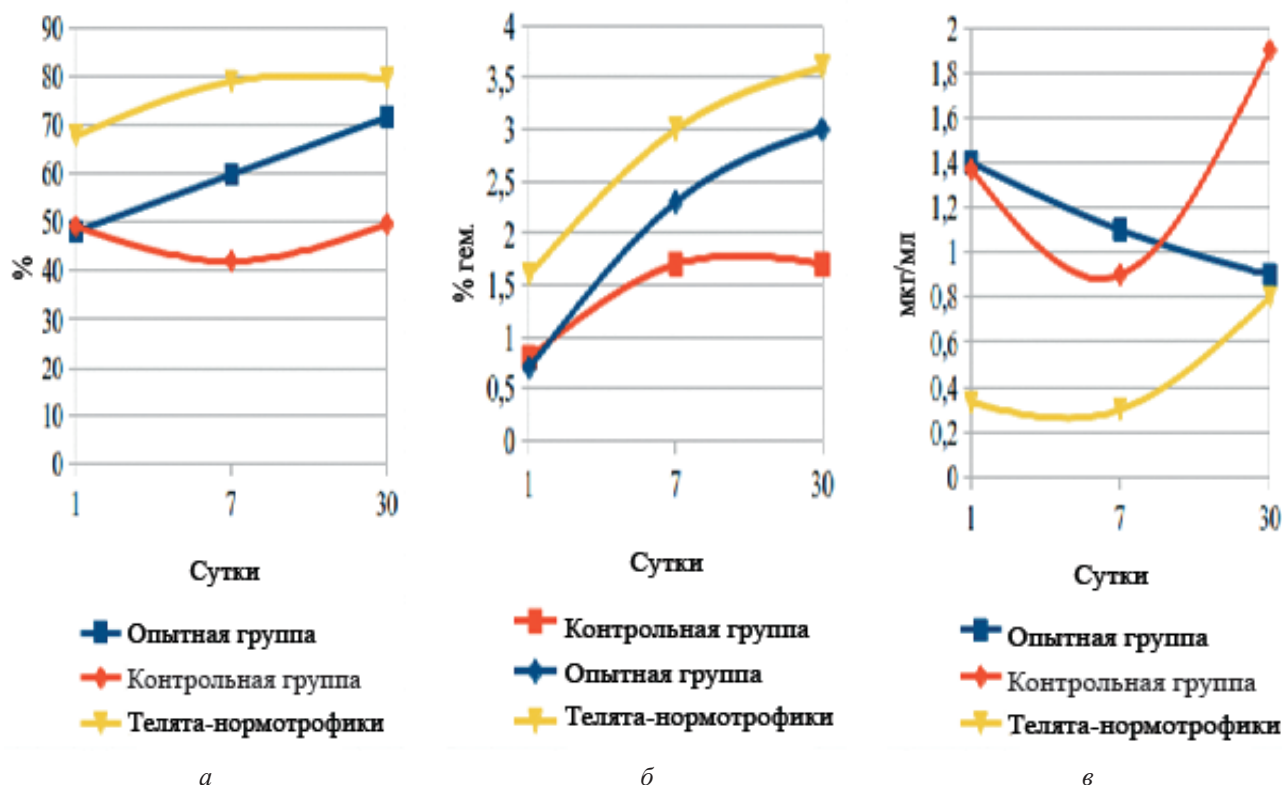 90
80
70
60
50
40
30
20
10
0
%
1 7 30
Сутки
Опытная группа
Контрольная группа
Телята-нормотрофики
а
4
3,5
3
2,5
2
1,5
1
0,5
0
% гем.
1 7 30
Сутки
Контрольная группа
Опытная группа
Телята-нормотрофики
б
2
1,8
1,6
1,4
1,2
1
0,8
0,6
0,4
0,2
0
мкг/мл
1 7 30
Сутки
Опытная группа
Контрольная группа
Телята-нормотрофики
в